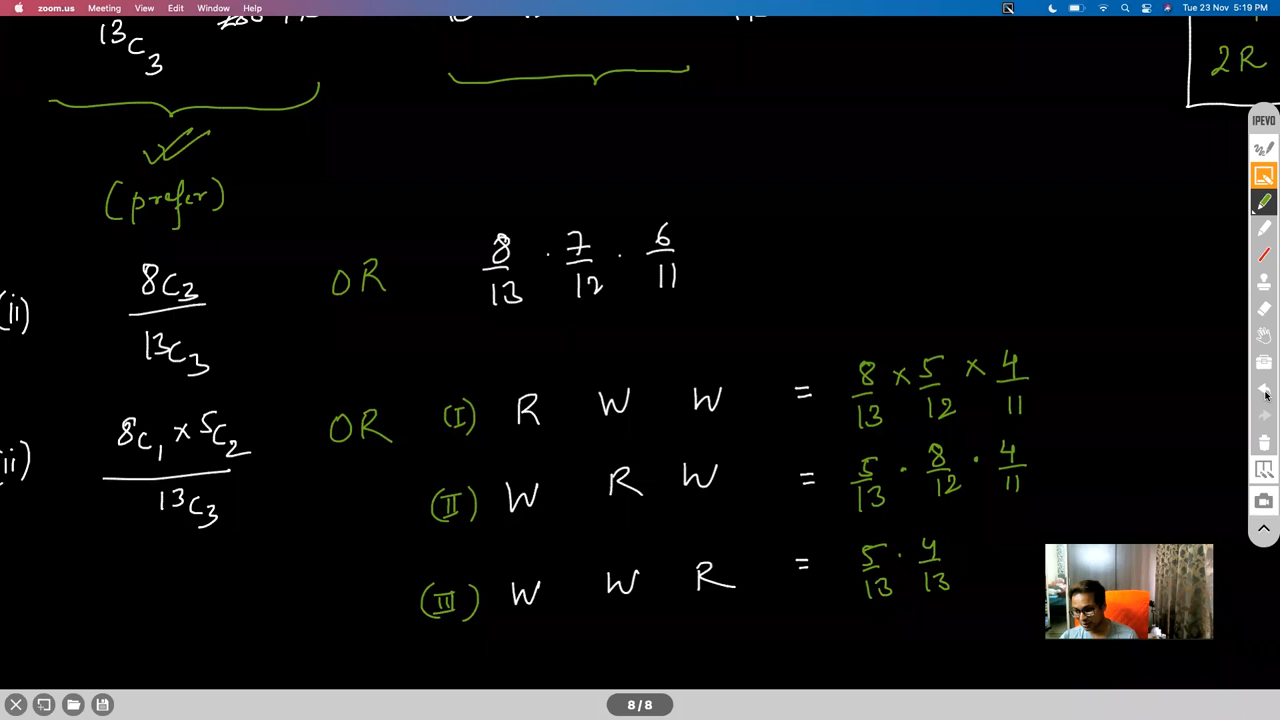 zoom.us Meeting View Edit Window Help Tue 23 Nov 5:19 PM
13C3
2R
IPEVO
(prefer)
(ii) 8C3 / 13C3 OR 8/13 · 7/12 · 6/11
ii) 8C1 × 5C2 / 13C3 OR (I) R W W = 8/13 × 5/12 × 4/11
(II) W R W = 5/13 · 8/12 · 4/11
(III) W W R = 5/13 · 4/13
8 / 8